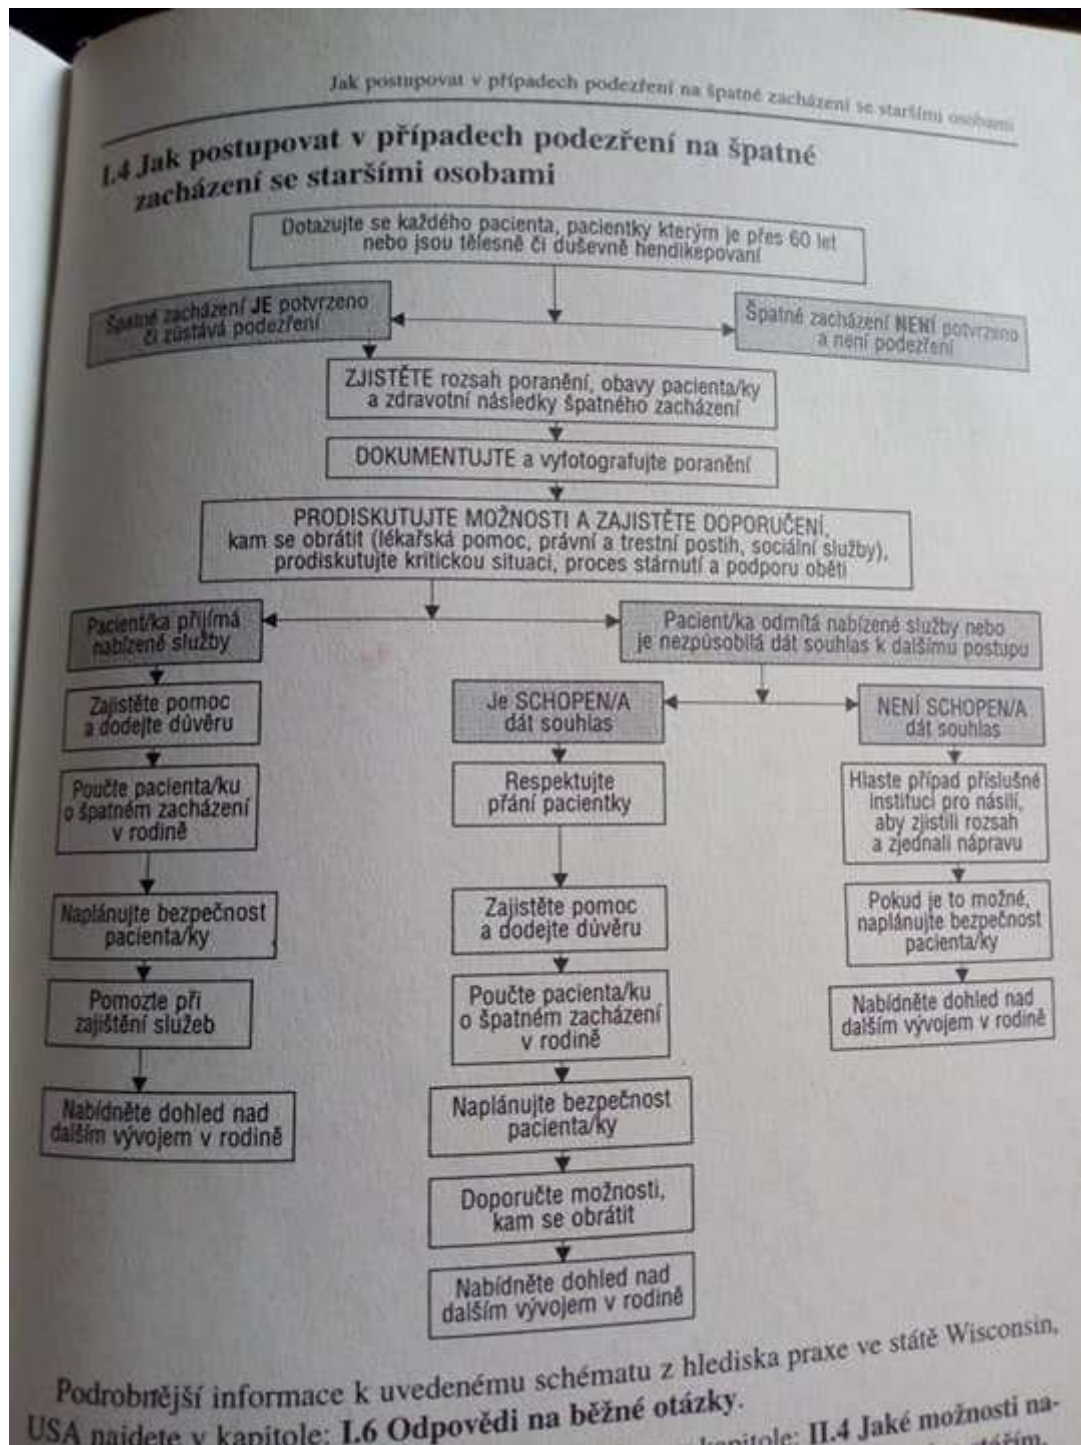 Jak postupovat v případech podezření na špatné zacházení se staršími osobami
I.4 Jak postupovat v případech podezření na špatné
zacházení se staršími osobami
Dotazujte se každého pacienta, pacientky kterým je přes 60 let
nebo jsou tělesně či duševně hendikepovaní
Špatné zacházení JE potvrzeno
či zůstává podezření
Špatné zacházení NENÍ potvrzeno
a není podezření
ZJISTĚTE rozsah poranění, obavy pacienta/ky
a zdravotní následky špatného zacházení
DOKUMENTUJTE a vyfotografujte poranění
PRODISKUTUJTE MOŽNOSTI A ZAJISTĚTE DOPORUČENÍ,
kam se obrátit (lékařská pomoc, právní a trestní postih, sociální služby),
prodiskutujte kritickou situaci, proces stárnutí a podporu oběti
Pacient/ka přijímá
nabízené služby
Pacient/ka odmítá nabízené služby nebo
je nezpůsobilá dát souhlas k dalšímu postupu
Zajistěte pomoc
a dodejte důvěru
Poučte pacienta/ku
o špatném zacházení
v rodině
Naplánujte bezpečnost
pacienta/ky
Pomozte při
zajištění služeb
Nabídněte dohled nad
dalším vývojem v rodině
Je SCHOPEN/A
dát souhlas
Respektujte
přání pacientky
Zajistěte pomoc
a dodejte důvěru
Poučte pacienta/ku
o špatném zacházení
v rodině
Naplánujte bezpečnost
pacienta/ky
Doporučte možnosti,
kam se obrátit
Nabídněte dohled nad
dalším vývojem v rodině
NENÍ SCHOPEN/A
dát souhlas
Hlaste případ příslušné
instituci pro násilí,
aby zjistili rozsah
a zjednali nápravu
Pokud je to možné,
naplánujte bezpečnost
pacienta/ky
Nabídněte dohled nad
dalším vývojem v rodině
Podrobnější informace k uvedenému schématu z hlediska praxe ve státě Wisconsin,
USA najdete v kapitole: I.6 Odpovědi na běžné otázky.
kapitole: II.4 Jaké možnosti na-